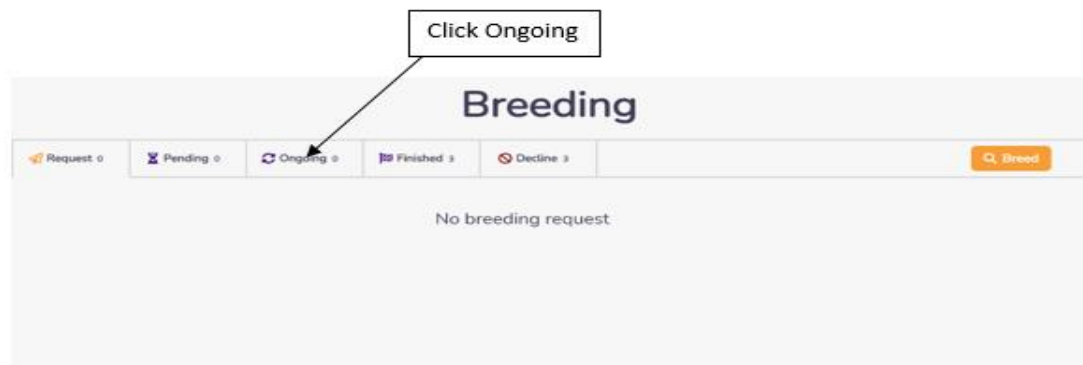 Click Ongoing
Breeding
Request 0 Pending 0 Ongoing 0 Finished 3 Decline 3 Breed
No breeding request